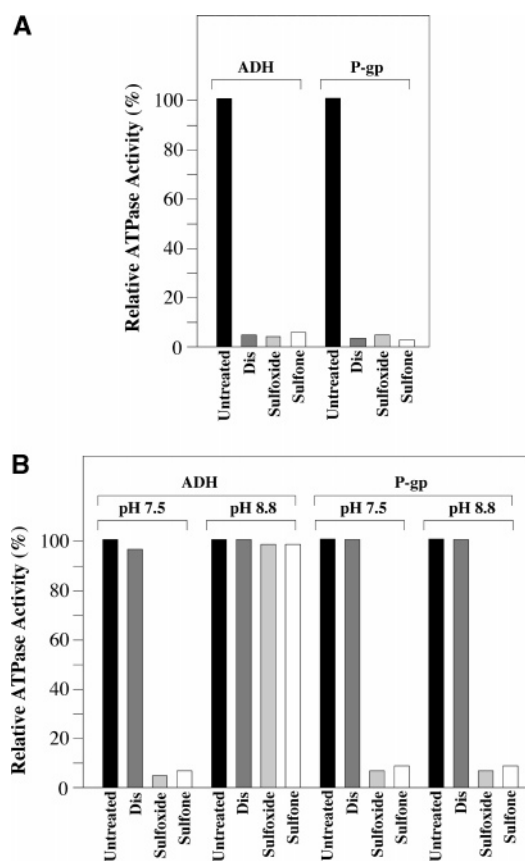 A
ADH P-gp
Relative ATPase Activity (%)
100
80
60
40
20
0
Untreated Dis Sulfoxide Sulfone Untreated Dis Sulfoxide Sulfone
B
ADH P-gp
pH 7.5 pH 8.8 pH 7.5 pH 8.8
Relative ATPase Activity (%)
100
80
60
40
20
0
Untreated Dis Sulfoxide Sulfone Untreated Dis Sulfoxide Sulfone Untreated Dis Sulfoxide Sulfone Untreated Dis Sulfoxide Sulfone